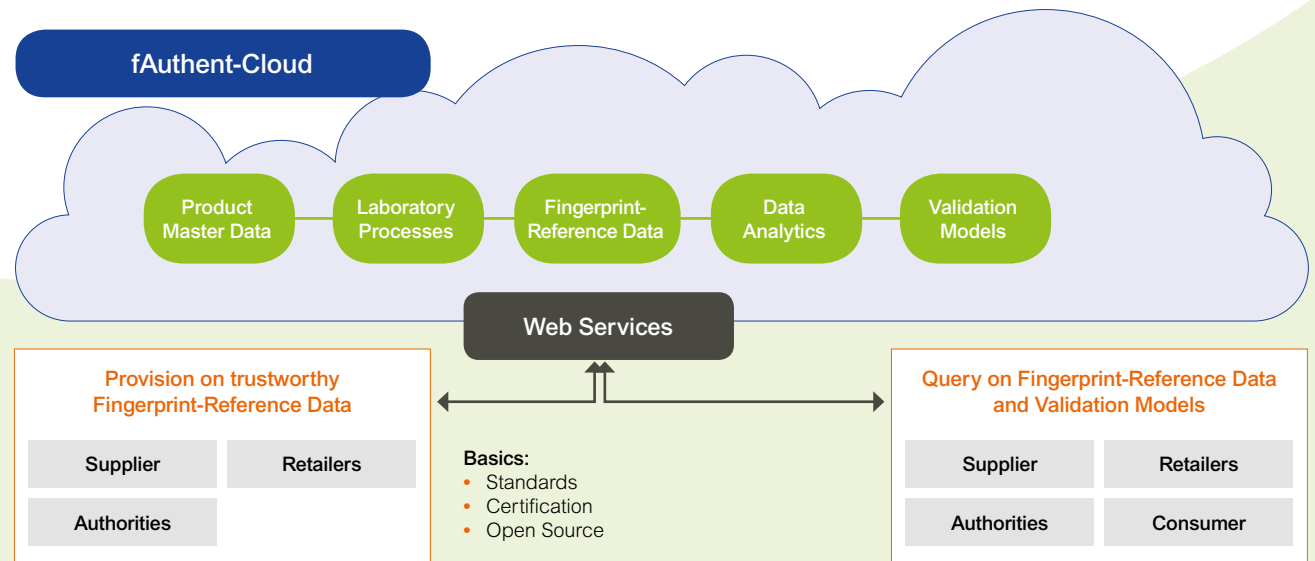 fAuthent-Cloud
Product
Master Data
Laboratory
Processes
Fingerprint-
Reference Data
Data
Analytics
Validation
Models
Web Services
Provision on trustworthy
Fingerprint-Reference Data
Supplier
Retailers
Authorities
Basics:
• Standards
• Certification
• Open Source
Query on Fingerprint-Reference Data
and Validation Models
Supplier
Retailers
Authorities
Consumer